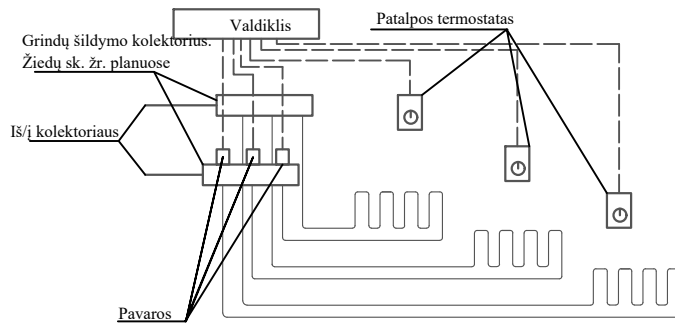 Valdiklis
Patalpos termostatas
Grindų šildymo kolektorius.
Žiedų sk. žr. planuose
Iš/į kolektoriaus
Pavaros